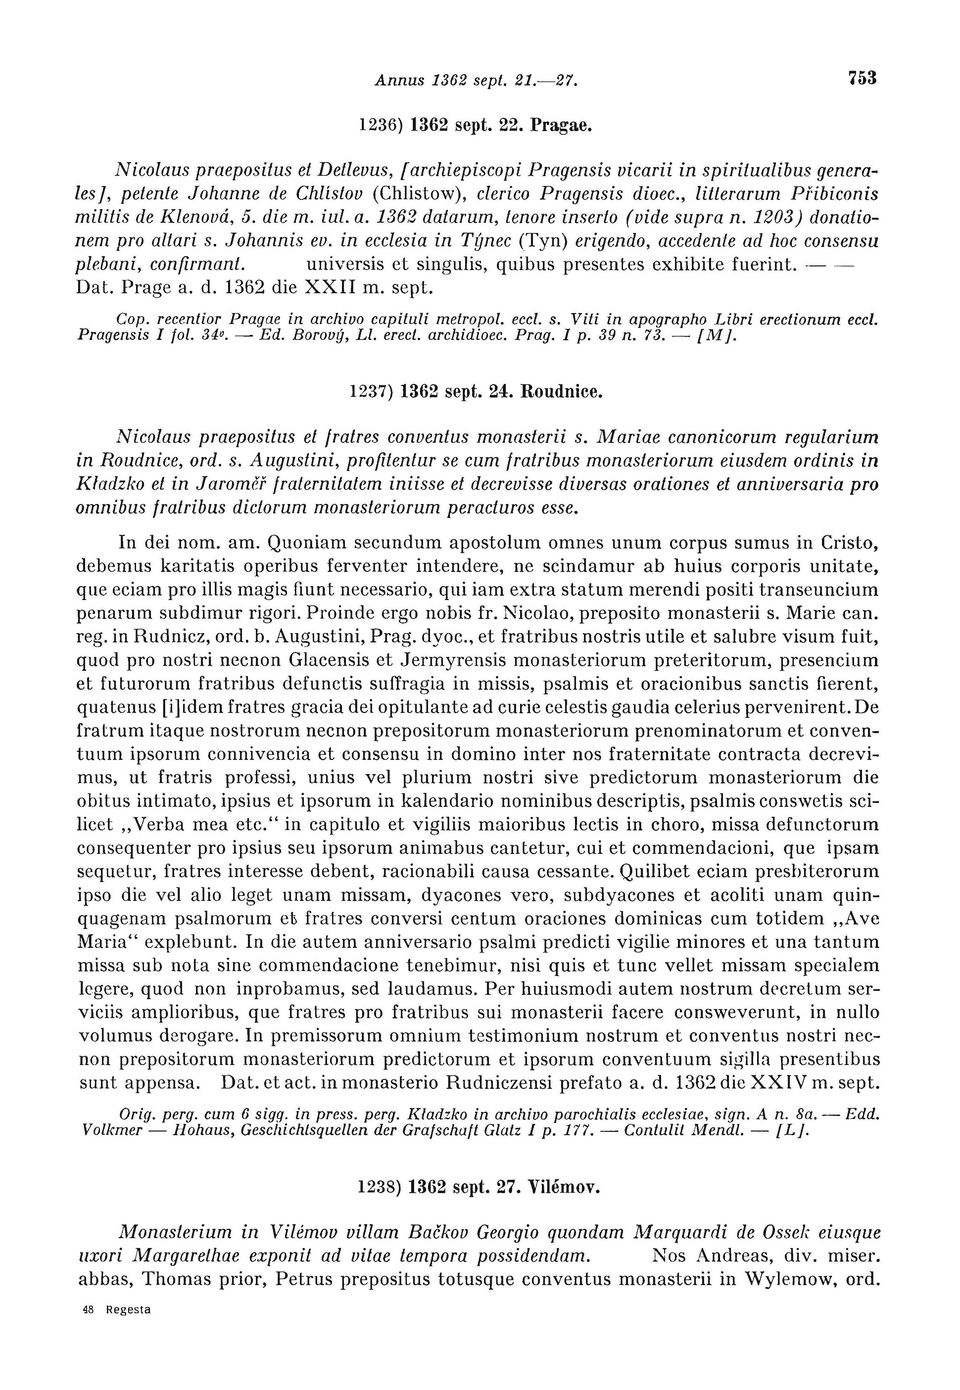 Annus 1362 sept. 21.—27.
753
1236) 1362 sept. 22. Pragae.
Nicolaus praepositus et Detlevus, [archiepiscopi Pragensis vicarii in spiritualibus genera-
les], petente Johanne de Chlístov (Chlistow), clerico Pragensis dioec., litterarum Přibiconis
militis de Klenová, 5. die m. iul. a. 1362 datarum, tenore inserto (vide supra n. 1203) donatio-
nem pro altari s. Johannis ev. in ecclesia in Týnec (Tyn) erigendo, accedente ad hoc consensu
plebani, confirmant. universis et singulis, quibus presentes exhibite fuerint. — —
Dat. Prage a. d. 1362 die XXII m. sept.
Cop. recentior Pragae in archivo capituli metropol. eccl. s. Viti in apographo Libri erectionum eccl.
Pragensis I fol. 34º. — Ed. Borový, Ll. erect. archidioec. Prag. I p. 39 n. 73. — [M].
1237) 1362 sept. 24. Roudnice.
Nicolaus praepositus et fratres conventus monasterii s. Mariae canonicorum regularium
in Roudnice, ord. s. Augustini, profitentur se cum fratribus monasteriorum eiusdem ordinis in
Kładzko et in Jaroměř fraternitatem iniisse et decrevisse diversas orationes et anniversaria pro
omnibus fratribus dictorum monasteriorum peracturos esse.
In dei nom. am. Quoniam secundum apostolum omnes unum corpus sumus in Cristo,
debemus karitatis operibus ferventer intendere, ne scindamur ab huius corporis unitate,
que eciam pro illis magis fiunt necessario, qui iam extra statum merendi positi transeuncium
penarum subdimur rigori. Proinde ergo nobis fr. Nicolao, preposito monasterii s. Marie can.
reg. in Rudnicz, ord. b. Augustini, Prag. dyoc., et fratribus nostris utile et salubre visum fuit,
quod pro nostri necnon Glacensis et Jermyrensis monasteriorum preteritorum, presencium
et futurorum fratribus defunctis suffragia in missis, psalmis et oracionibus sanctis fierent,
quatenus [i]idem fratres gracia dei opitulante ad curie celestis gaudia celerius pervenirent. De
fratrum itaque nostrorum necnon prepositorum monasteriorum prenominatorum et conven-
tuum ipsorum connivencia et consensu in domino inter nos fraternitate contracta decrevi-
mus, ut fratris professi, unius vel plurium nostri sive predictorum monasteriorum die
obitus intimato, ipsius et ipsorum in kalendario nominibus descriptis, psalmis conswetis sci-
licet ,,Verba mea etc.“ in capitulo et vigiliis maioribus lectis in choro, missa defunctorum
consequenter pro ipsius seu ipsorum animabus cantetur, cui et commendacioni, que ipsam
sequetur, fratres interesse debent, racionabili causa cessante. Quilibet eciam presbiterorum
ipso die vel alio leget unam missam, dyacones vero, subdyacones et acoliti unam quin-
quagenam psalmorum et fratres conversi centum oraciones dominicas cum totidem ,,Ave
Maria“ explebunt. In die autem anniversario psalmi predicti vigilie minores et una tantum
missa sub nota sine commendacione tenebimur, nisi quis et tunc vellet missam specialem
legere, quod non inprobamus, sed laudamus. Per huiusmodi autem nostrum decretum ser-
viciis amplioribus, que fratres pro fratribus sui monasterii facere consweverunt, in nullo
volumus derogare. In premissorum omnium testimonium nostrum et conventus nostri nec-
non prepositorum monasteriorum predictorum et ipsorum conventuum sigilla presentibus
sunt appensa. Dat. et act. in monasterio Rudniczensi prefato a. d. 1362 die XXIV m. sept.
Orig. perg. cum 6 sigg. in press. perg. Kładzko in archivo parochialis ecclesiae, sign. A n. 8a. — Edd.
Volkmer — Hohaus, Geschichtsquellen der Grafschaft Glatz I p. 177. — Contulit Mendl. — [L].
1238) 1362 sept. 27. Vilémov.
Monasterium in Vilémov villam Bačkov Georgio quondam Marquardi de Ossek eiusque
uxori Margarethae exponit ad vitae tempora possidendam. Nos Andreas, div. miser.
abbas, Thomas prior, Petrus prepositus totusque conventus monasterii in Wylemow, ord.
48 Regesta